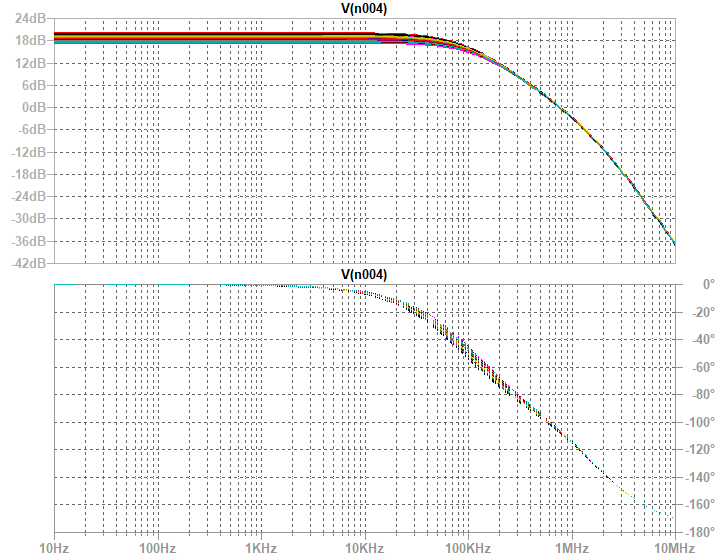 V(n004)
24dB
18dB
12dB
6dB
0dB
-6dB
-12dB
-18dB
-24dB
-30dB
-36dB
-42dB
V(n004)
0°
-20°
-40°
-60°
-80°
-100°
-120°
-140°
-160°
-180°
10Hz 100Hz 1KHz 10KHz 100KHz 1MHz 10MHz